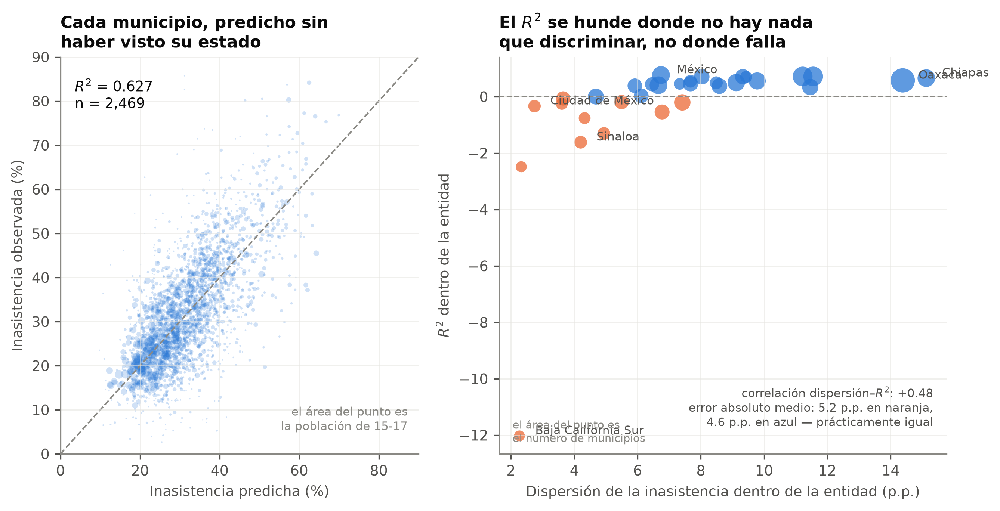 Cada municipio, predicho sin
haber visto su estado
R² = 0.627
n = 2,469
Inasistencia observada (%)
90
80
70
60
50
40
30
20
10
0
el área del punto es
la población de 15-17
0
20
40
60
80
Inasistencia predicha (%)
El R² se hunde donde no hay nada
que discriminar, no donde falla
R² dentro de la entidad
0
−2
−4
−6
−8
−10
−12
México
Oaxaca
Chiapas
Ciudad de México
Sinaloa
Baja California Sur
correlación dispersión–R²: +0.48
error absoluto medio: 5.2 p.p. en naranja,
4.6 p.p. en azul — prácticamente igual
el área del punto es
el número de municipios
2
4
6
8
10
12
14
Dispersión de la inasistencia dentro de la entidad (p.p.)